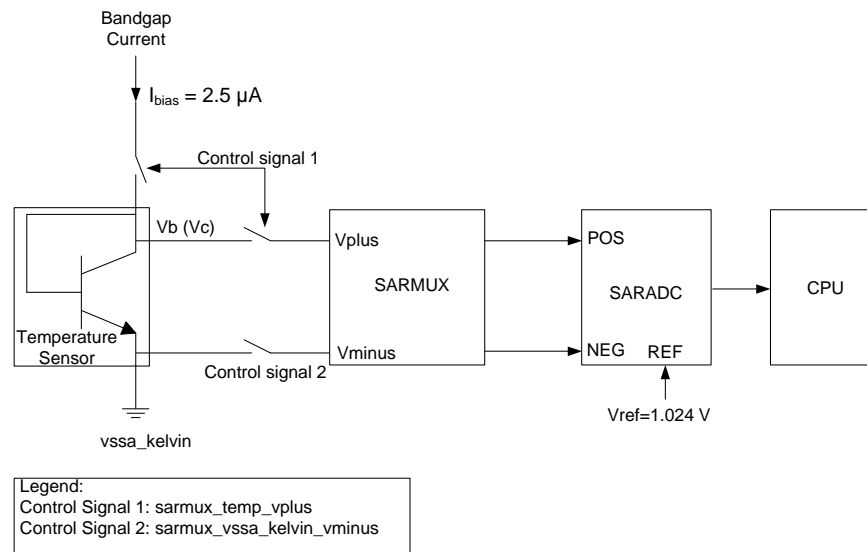 Bandgap
Current
Ibias = 2.5 µA
Control signal 1
Vb (Vc)
Vplus
POS
SARMUX
SARADC
CPU
Temperature
Sensor
Vminus
NEG
REF
Control signal 2
Vref=1.024 V
vssa_kelvin
Legend:
Control Signal 1: sarmux_temp_vplus
Control Signal 2: sarmux_vssa_kelvin_vminus